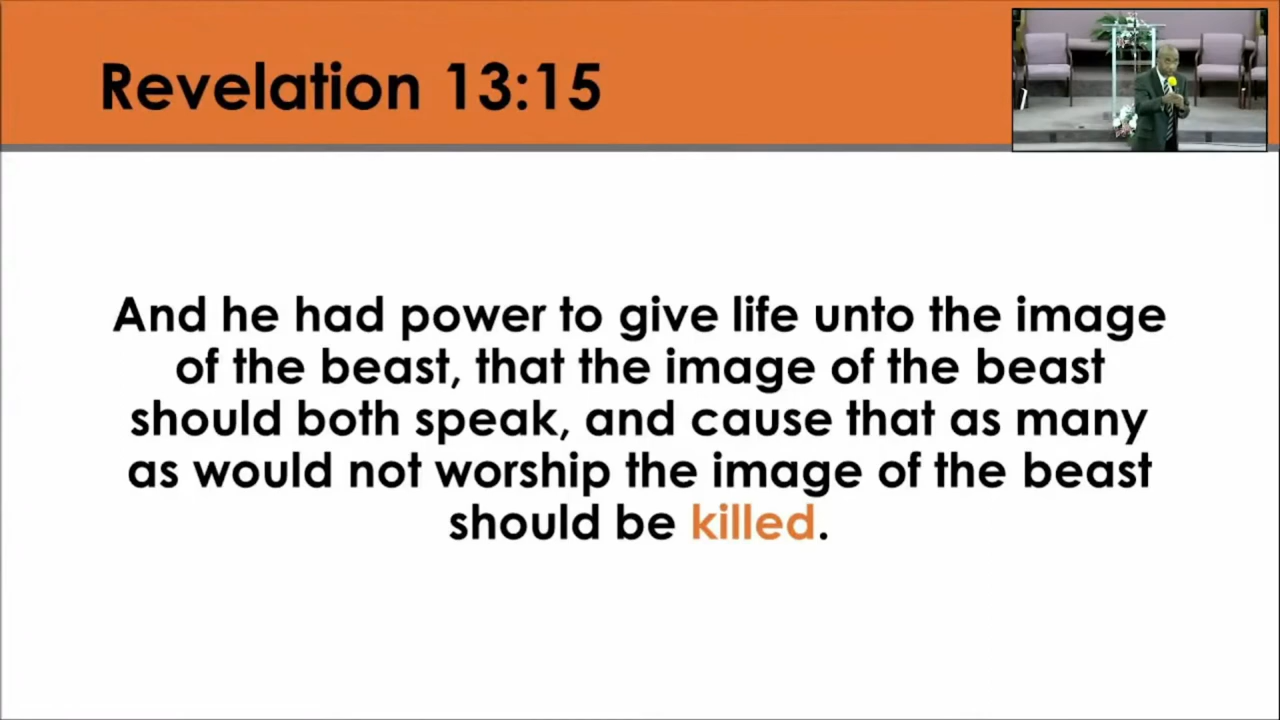 Revelation 13:15
And he had power to give life unto the image
of the beast, that the image of the beast
should both speak, and cause that as many
as would not worship the image of the beast
should be killed.